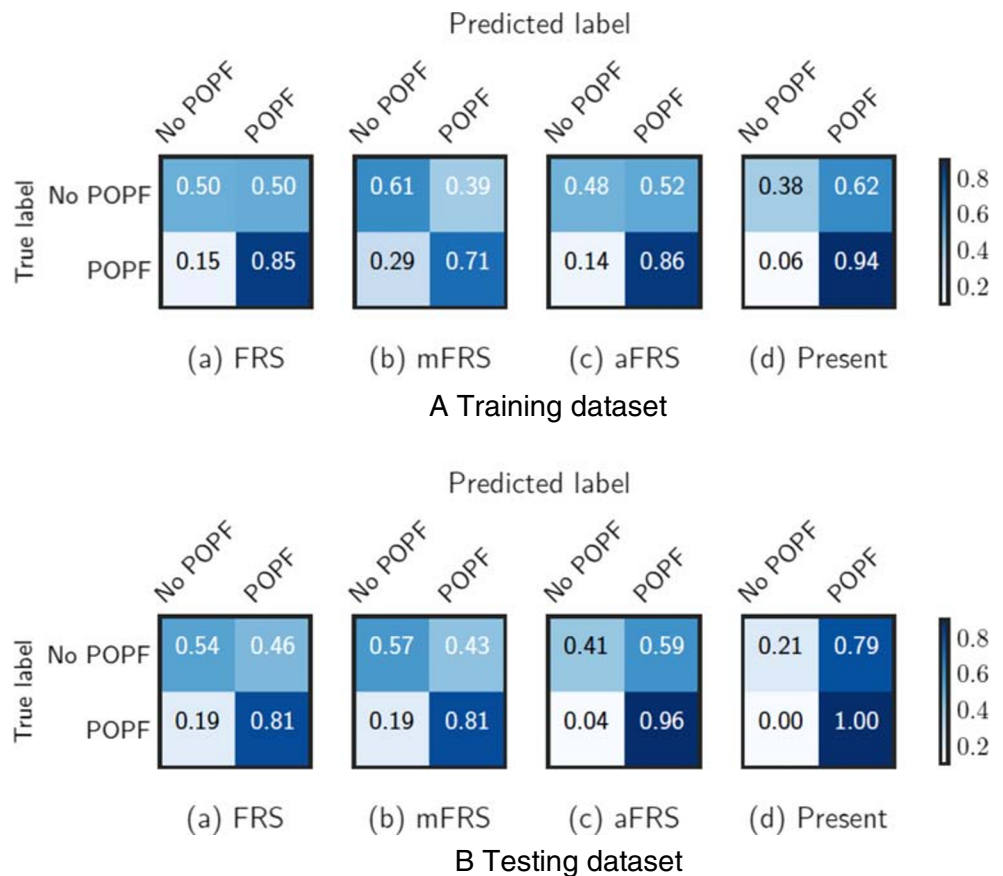 Predicted label
No POPF POPF No POPF POPF No POPF POPF No POPF POPF
True label
No POPF 0.50 0.50 0.61 0.39 0.48 0.52 0.38 0.62
POPF 0.15 0.85 0.29 0.71 0.14 0.86 0.06 0.94
0.8
0.6
0.4
0.2
(a) FRS (b) mFRS (c) aFRS (d) Present
A Training dataset
Predicted label
No POPF POPF No POPF POPF No POPF POPF No POPF POPF
True label
No POPF 0.54 0.46 0.57 0.43 0.41 0.59 0.21 0.79
POPF 0.19 0.81 0.19 0.81 0.04 0.96 0.00 1.00
0.8
0.6
0.4
0.2
(a) FRS (b) mFRS (c) aFRS (d) Present
B Testing dataset